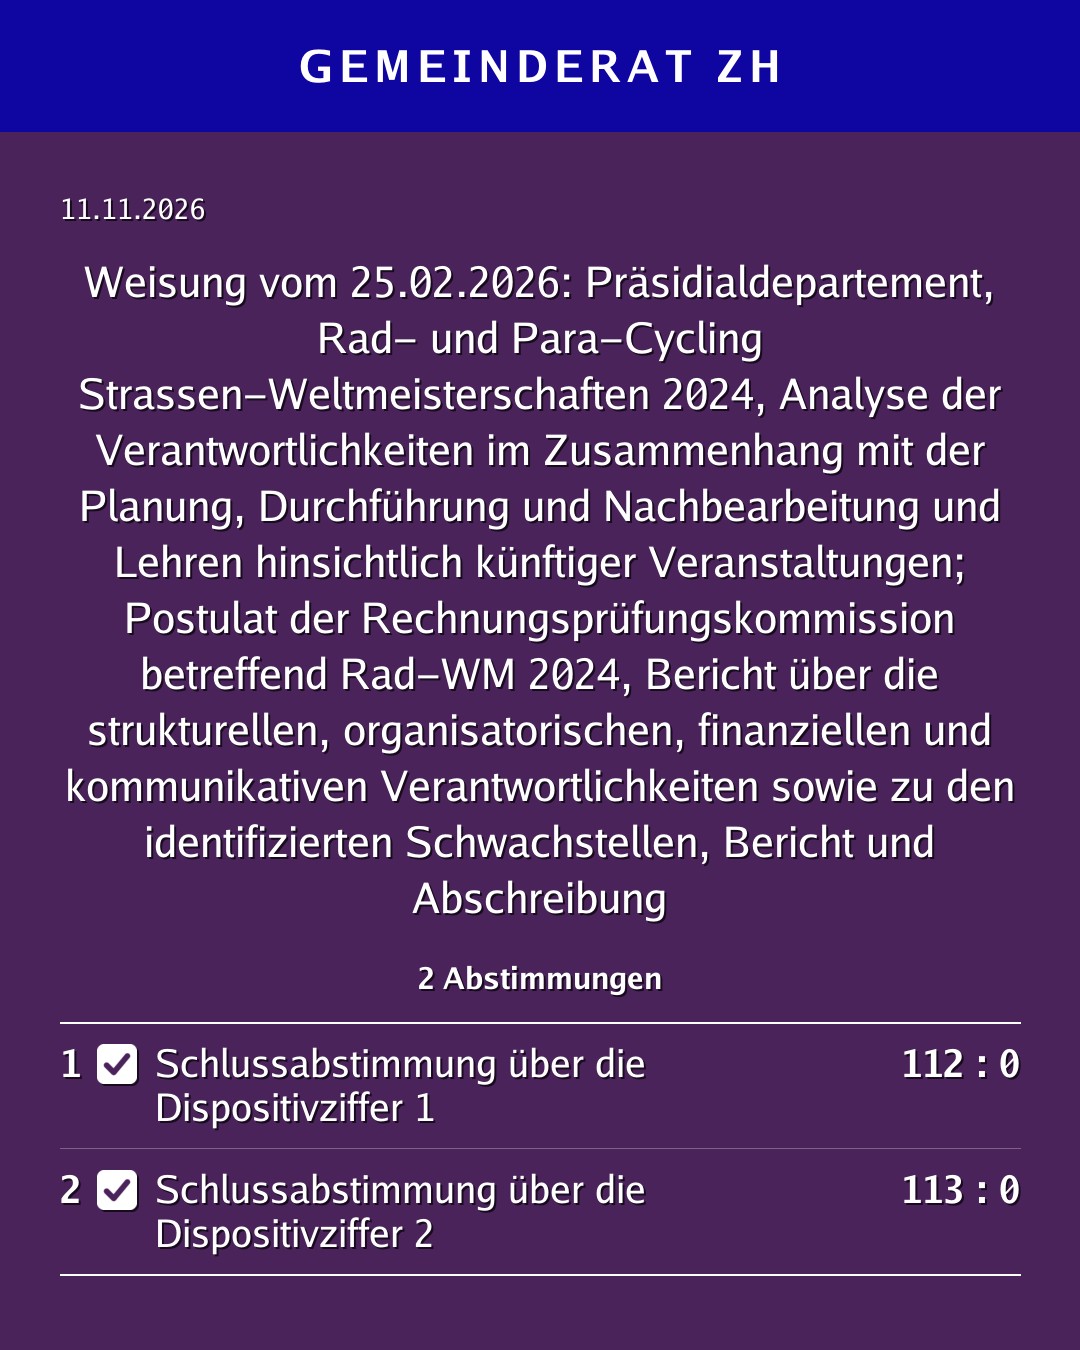 GEMEINDERAT ZH
11.11.2026
Weisung vom 25.02.2026: Präsidialdepartement,
Rad– und Para–Cycling
Strassen–Weltmeisterschaften 2024, Analyse der
Verantwortlichkeiten im Zusammenhang mit der
Planung, Durchführung und Nachbearbeitung und
Lehren hinsichtlich künftiger Veranstaltungen;
Postulat der Rechnungsprüfungskommission
betreffend Rad–WM 2024, Bericht über die
strukturellen, organisatorischen, finanziellen und
kommunikativen Verantwortlichkeiten sowie zu den
identifizierten Schwachstellen, Bericht und
Abschreibung
2 Abstimmungen
1 Schlussabstimmung über die 112 : 0
Dispositivziffer 1
2 Schlussabstimmung über die 113 : 0
Dispositivziffer 2